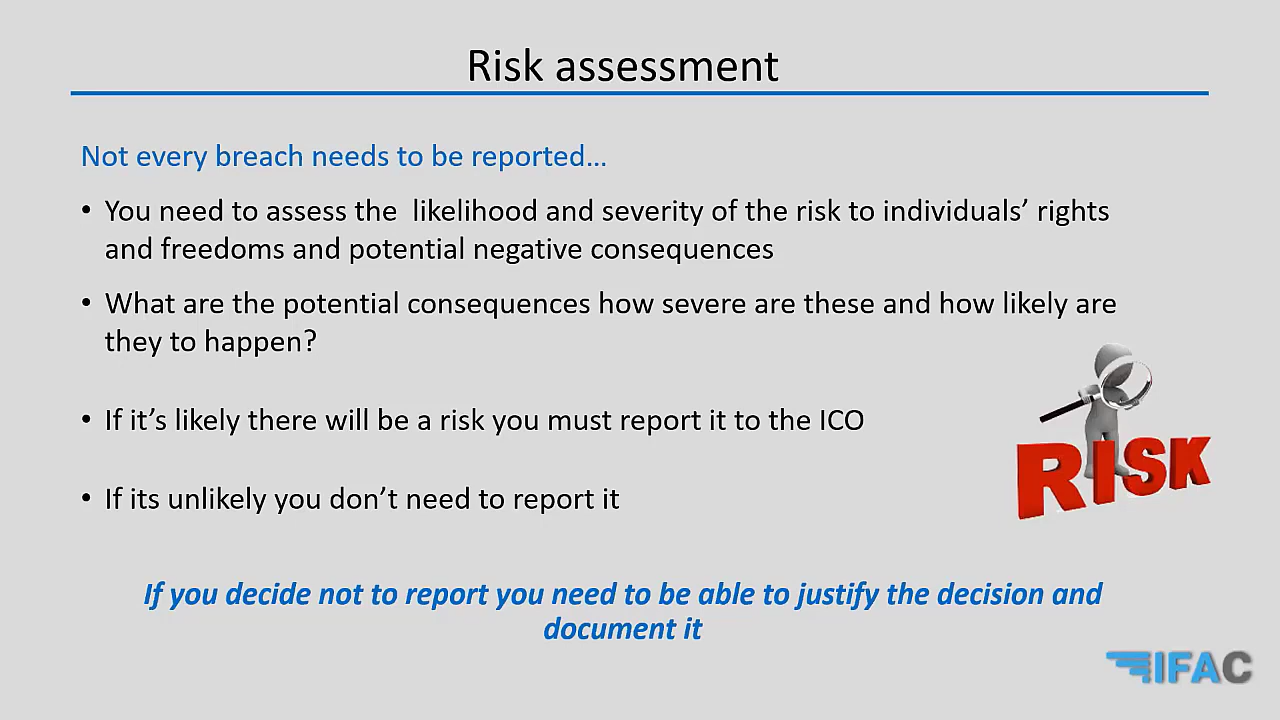 Risk assessment
Not every breach needs to be reported...
• You need to assess the  likelihood and severity of the risk to individuals’ rights
and freedoms and potential negative consequences
• What are the potential consequences how severe are these and how likely are
they to happen?
• If it’s likely there will be a risk you must report it to the ICO
• If its unlikely you don’t need to report it
RISK
If you decide not to report you need to be able to justify the decision and
document it
IFAC